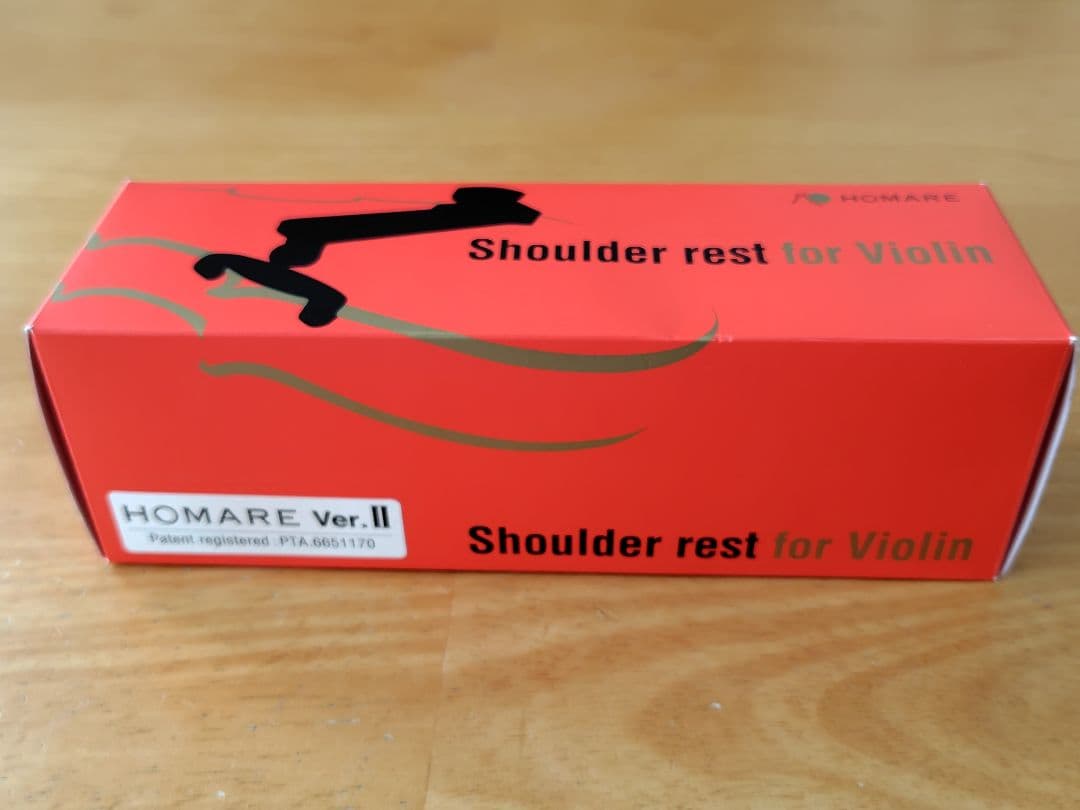 HOMARE
Shoulder rest for Violin
HOMARE Ver.II
Patent registered PTA.6651170
Shoulder rest for Violin